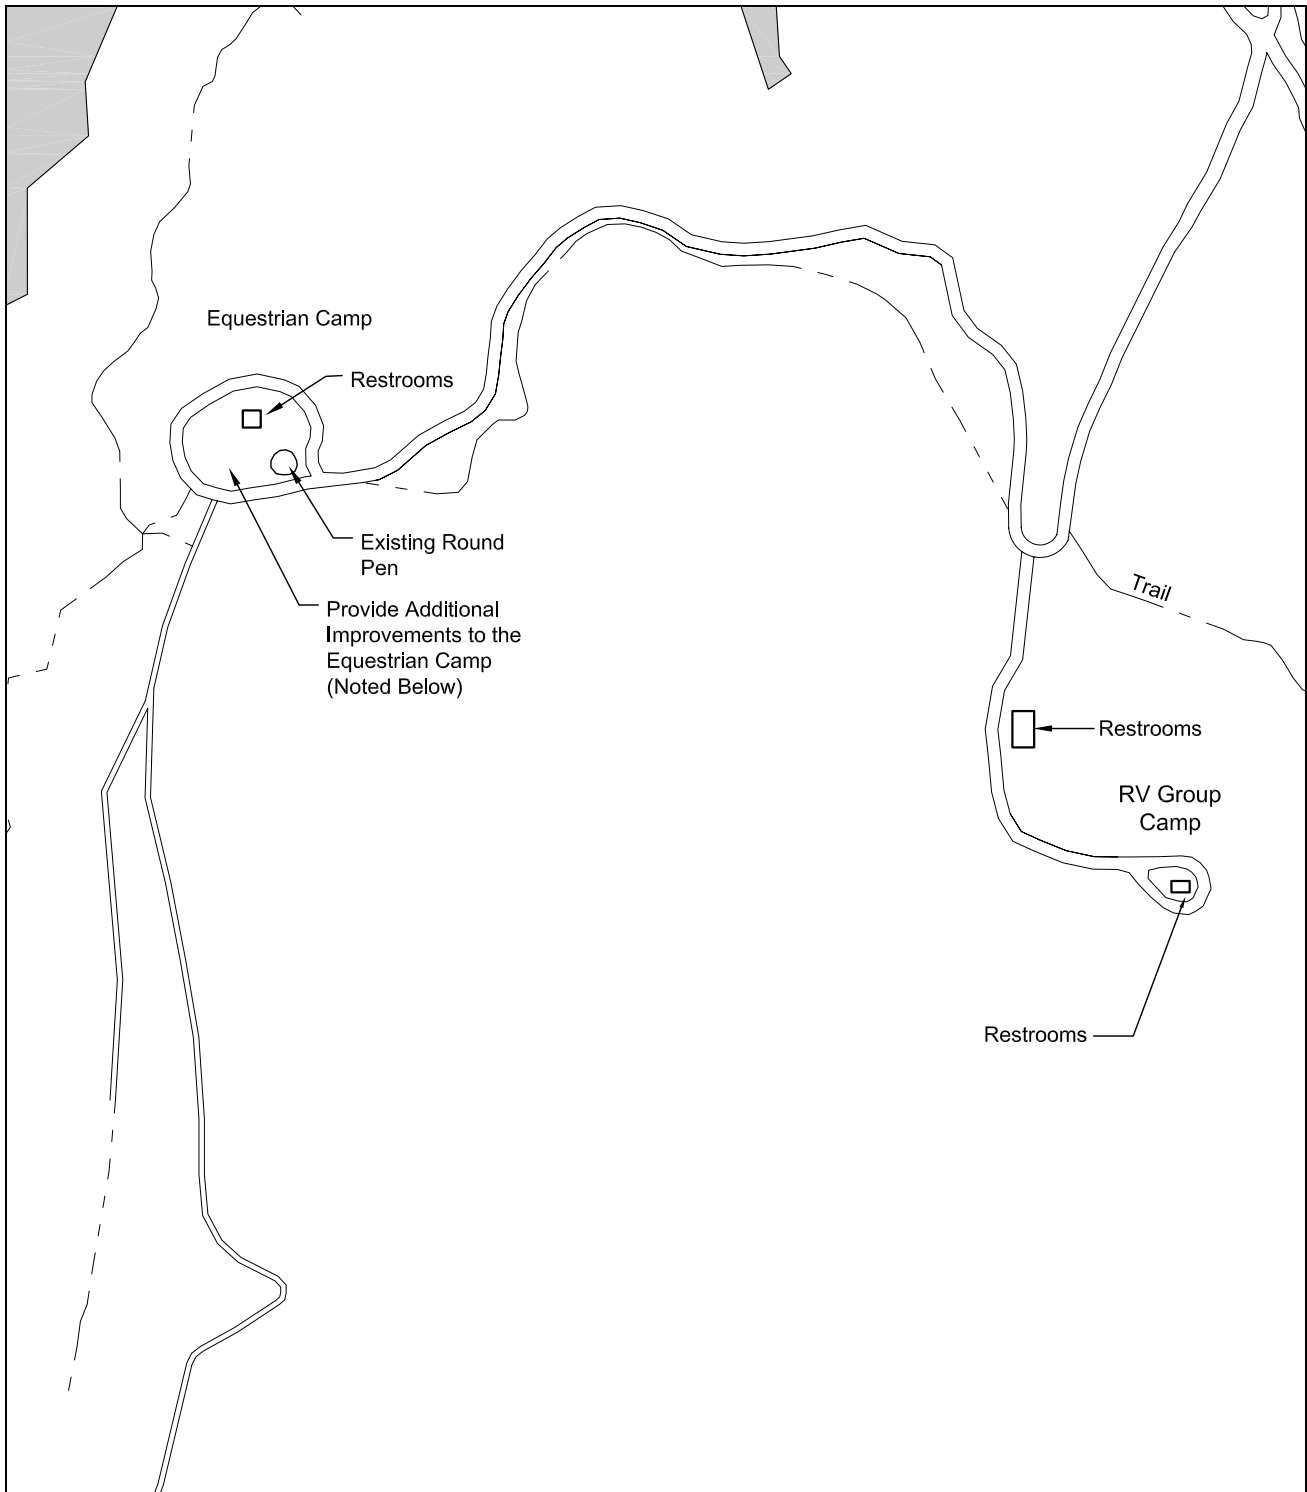 Equestrian Camp
Restrooms
Existing Round
Pen
Provide Additional
Improvements to the
Equestrian Camp
(Noted Below)
Trail
Restrooms
RV Group
Camp
Restrooms